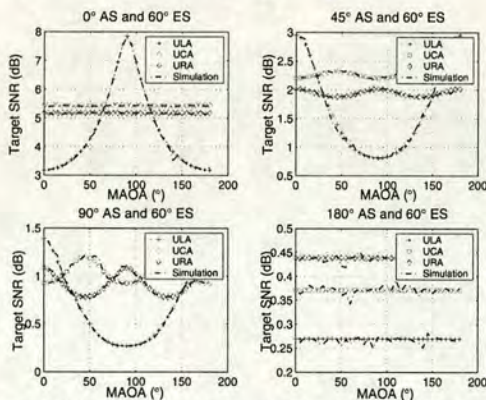 0° AS and 60° ES
Target SNR (dB)
8
7
6
5
4
3
0 50 100 150 200
MAOA (°)
ULA
UCA
URA
Simulation
45° AS and 60° ES
Target SNR (dB)
3
2.5
2
1.5
1
0.5
0 50 100 150 200
MAOA (°)
ULA
UCA
URA
Simulation
90° AS and 60° ES
Target SNR (dB)
1.5
1
0.5
0
0 50 100 150 200
MAOA (°)
ULA
UCA
URA
Simulation
180° AS and 60° ES
Target SNR (dB)
0.5
0.45
0.4
0.35
0.3
0.25
0.2
0 50 100 150 200
MAOA (°)
ULA
UCA
URA
Simulation